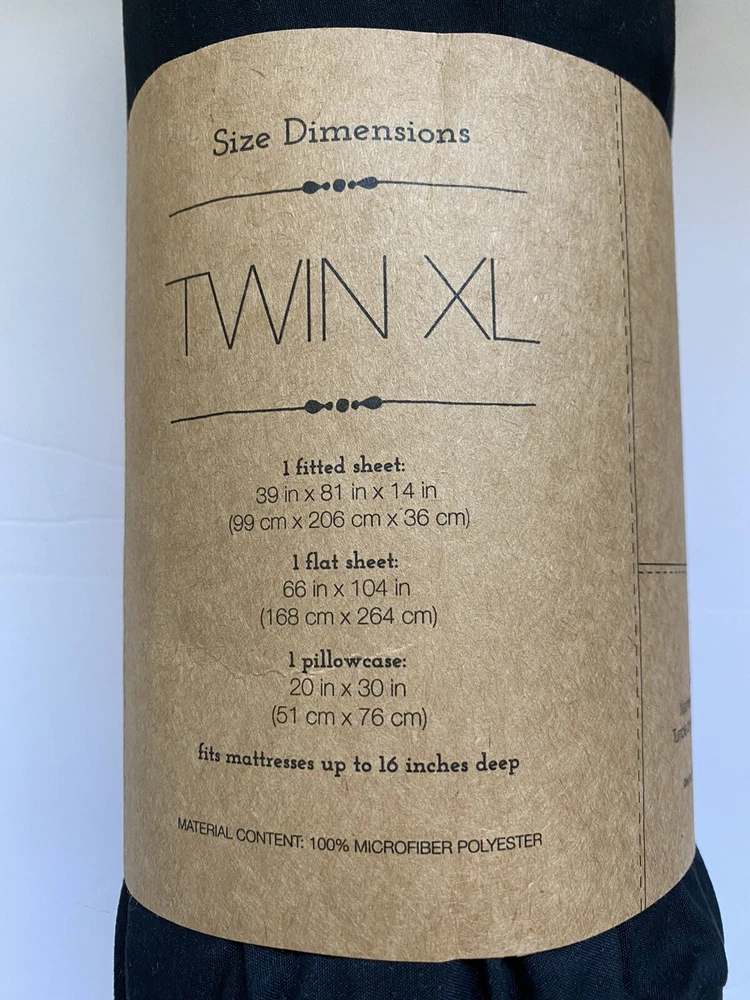 Size Dimensions
TWIN XL
1 fitted sheet:
39 in x 81 in x 14 in
(99 cm x 206 cm x 36 cm)
1 flat sheet:
66 in x 104 in
(168 cm x 264 cm)
1 pillowcase:
20 in x 30 in
(51 cm x 76 cm)
fits mattresses up to 16 inches deep
MATERIAL CONTENT: 100% MICROFIBER POLYESTER